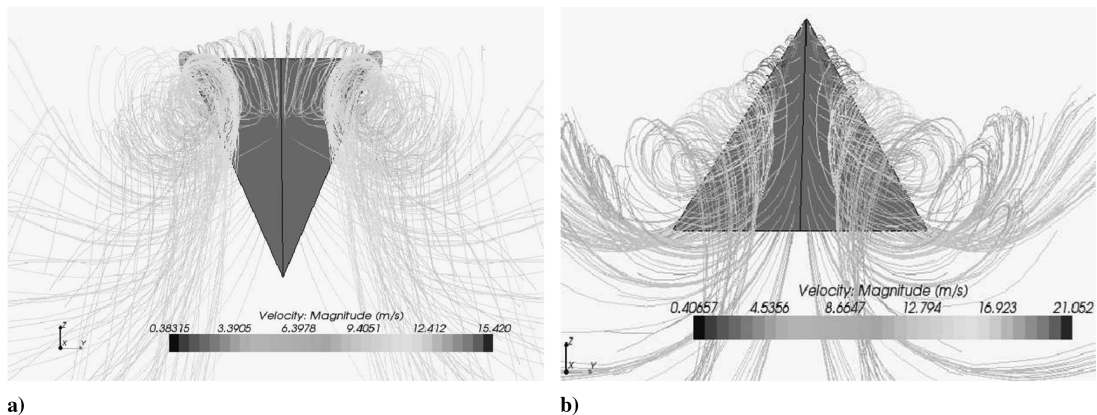 Velocity: Magnitude (m/s)
0.38315 3.3905 6.3978 9.4051 12.412 15.420
Z
X Y
Velocity: Magnitude (m/s)
0.40657 4.5356 8.6647 12.794 16.923 21.052
Z
X Y
a)
b)